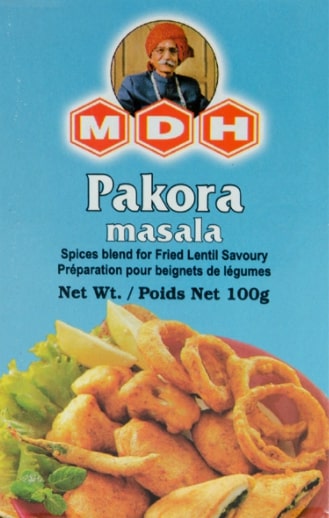 MDH
Pakora
masala
Spices blend for Fried Lentil Savoury
Préparation pour beignets de légumes
Net Wt. / Poids Net 100g